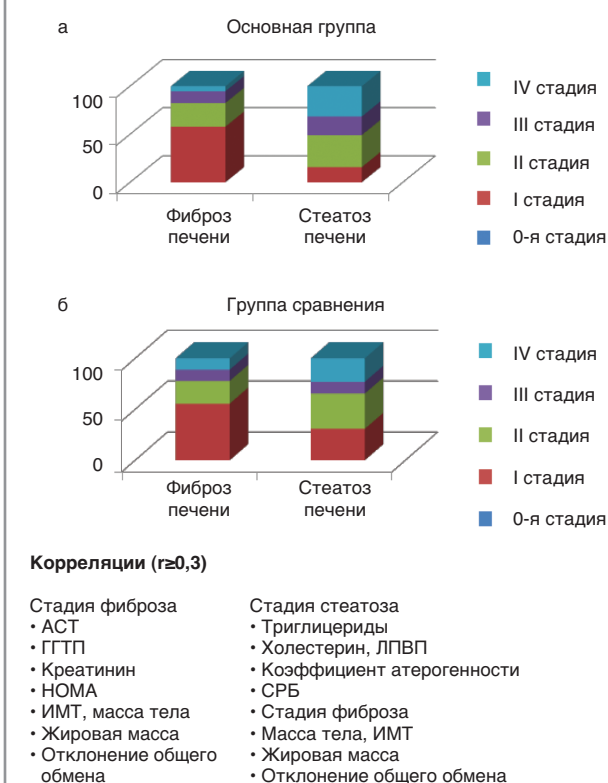 а Основная группа
100
50
0
Фиброз печени
Стеатоз печени
IV стадия
III стадия
II стадия
I стадия
0-я стадия
б Группа сравнения
100
50
0
Фиброз печени
Стеатоз печени
IV стадия
III стадия
II стадия
I стадия
0-я стадия
Корреляции (r≥0,3)
Стадия фиброза
• АСТ
• ГГТП
• Креатинин
• HOMA
• ИМТ, масса тела
• Жировая масса
• Отклонение общего
обмена
Стадия стеатоза
• Триглицериды
• Холестерин, ЛПВП
• Коэффициент атерогенности
• СРБ
• Стадия фиброза
• Масса тела, ИМТ
• Жировая масса
• Отклонение общего обмена